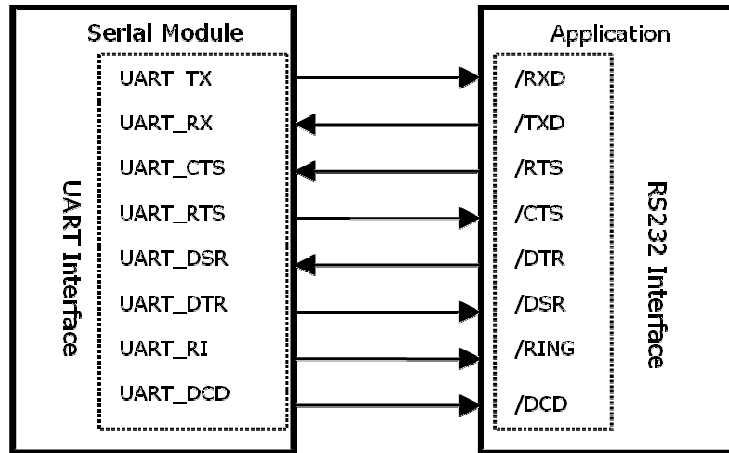 Serial Module
UART TX
UART_RX
UART_CTS
UART_RTS
UART_DSR
UART_DTR
UART_RI
UART_DCD
UART Interface
Application
/RXD
/TXD
/RTS
/CTS
/DTR
/DSR
/RING
/DCD
RS232 Interface